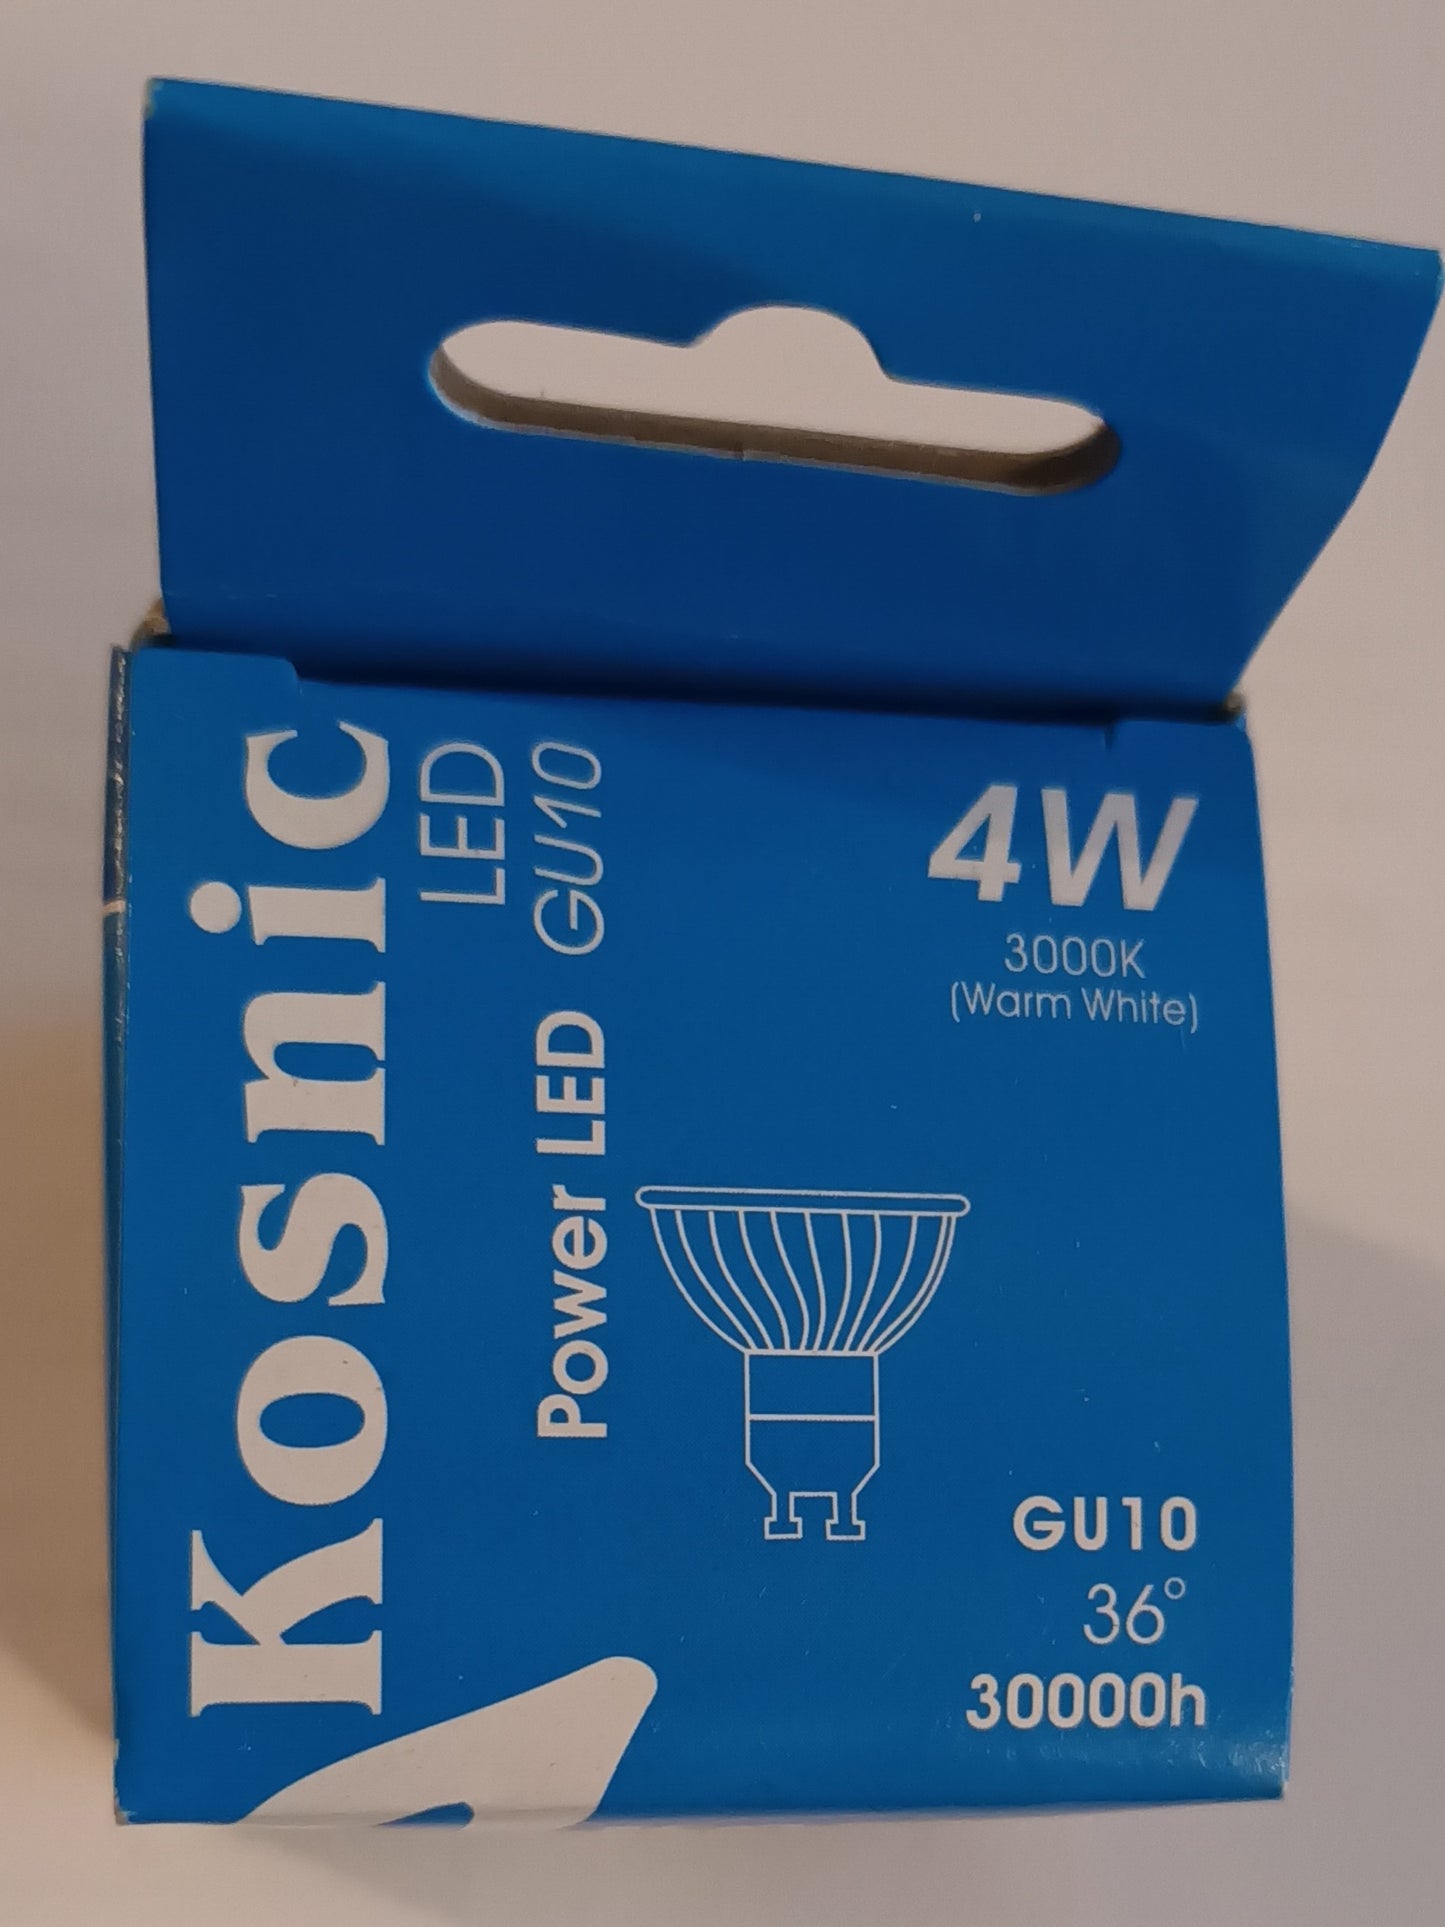 Kosnic
LED
Power LED GU10
4W
3000K
(Warm White)
GU10
36°
30000h